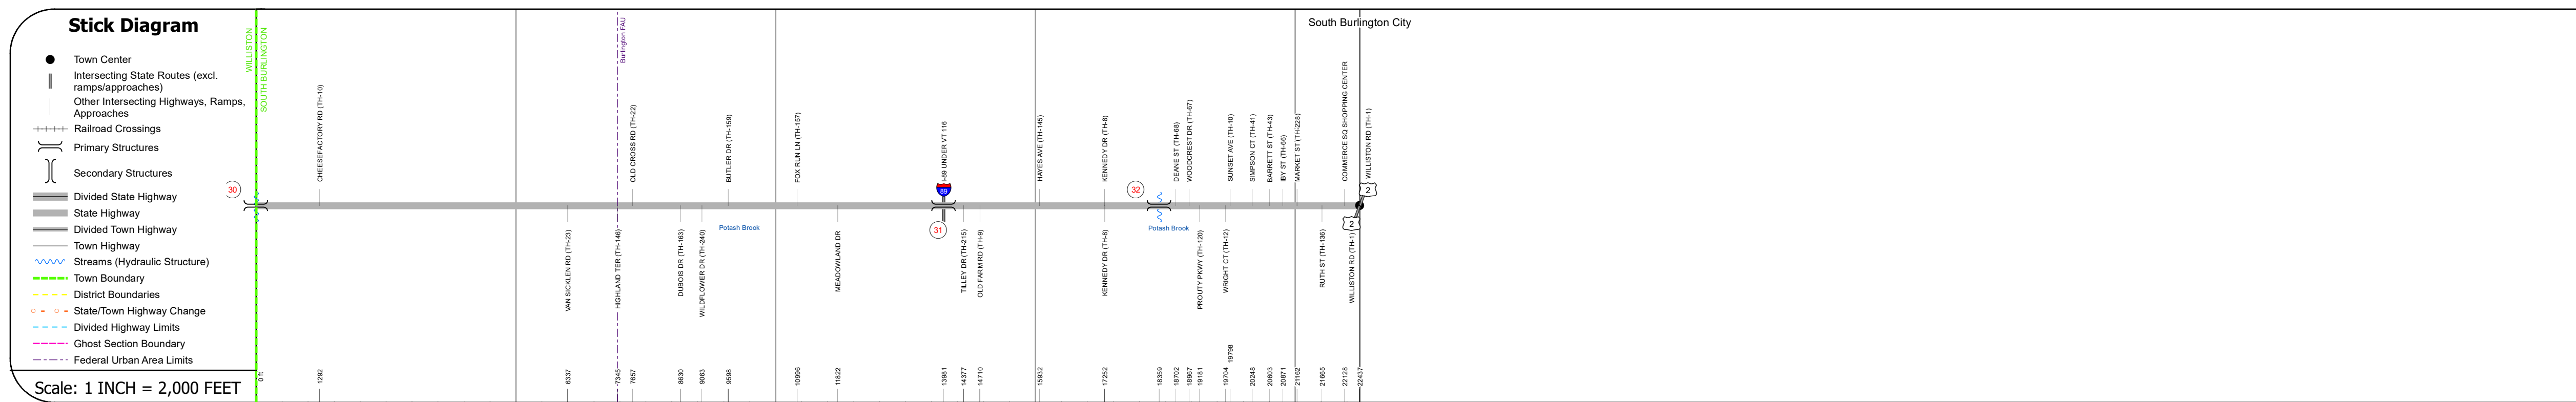 Stick Diagram
Town Center
Intersecting State Routes (excl.
ramps/approaches)
Other Intersecting Highways, Ramps,
Approaches
Railroad Crossings
Primary Structures
Secondary Structures
Divided State Highway
State Highway
Divided Town Highway
Town Highway
Streams (Hydraulic Structure)
Town Boundary
District Boundaries
State/Town Highway Change
Divided Highway Limits
Ghost Section Boundary
Federal Urban Area Limits
Scale: 1 INCH = 2,000 FEET
WILLISTON
SOUTH BURLINGTON
Burlington FAU
South Burlington City
CHEESEFACTORY RD (TH-10)
OLD CROSS RD (TH-22)
BUTLER DR (TH-159)
FOX RUN LN (TH-157)
I-89 UNDER VT 116
HAYES AVE (TH-145)
KENNEDY DR (TH-8)
DEANE ST (TH-68)
WOODCREST DR (TH-67)
SUNSET AVE (TH-10)
SIMPSON CT (TH-41)
BARRETT ST (TH-43)
IBY ST (TH-66)
MARKET ST (TH-228)
COMMERCE SQ SHOPPING CENTER
WILLISTON RD (TH-1)
30
89
32
2
31
2
Potash Brook
Potash Brook
VAN SICKLEN RD (TH-23)
HIGHLAND TER (TH-146)
DUBOIS DR (TH-163)
WILDFLOWER DR (TH-240)
MEADOWLAND DR
TILLEY DR (TH-215)
OLD FARM RD (TH-9)
KENNEDY DR (TH-8)
PROUTY PKWY (TH-120)
WRIGHT CT (TH-12)
RUTH ST (TH-136)
WILLISTON RD (TH-1)
0 ft
1292
6337
7345
7657
8630
9063
9598
10996
11822
13981
14377
14710
15932
17252
18359
18702
18967
19181
19704
19798
20248
20603
20871
21162
21665
22128
22437